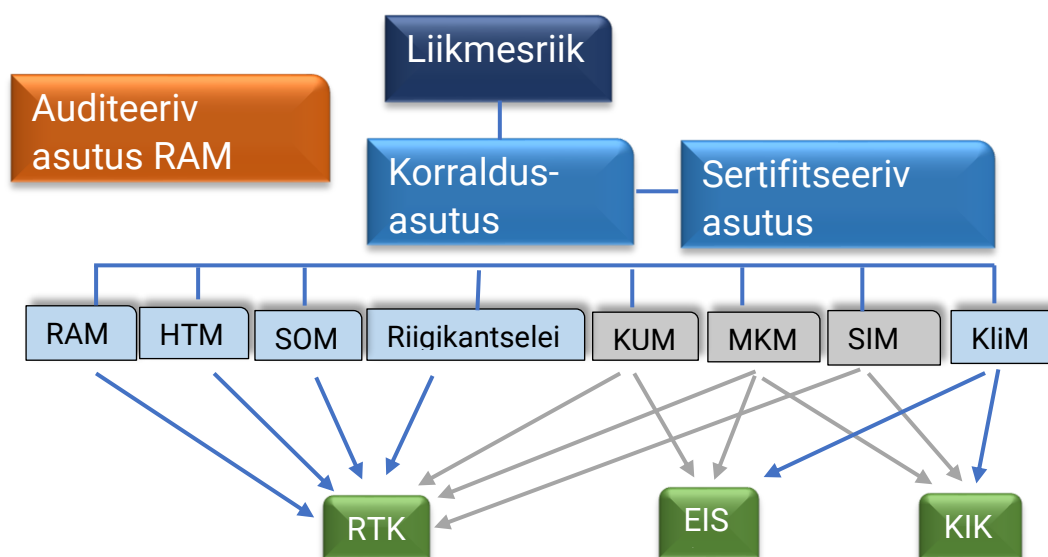 Liikmesriik
Auditeeriv
asutus RAM
Korraldus-
asutus
Sertifitseeriv
asutus
RAM
HTM
SOM
Riigikantselei
KUM
MKM
SIM
KliM
RTK
EIS
KIK